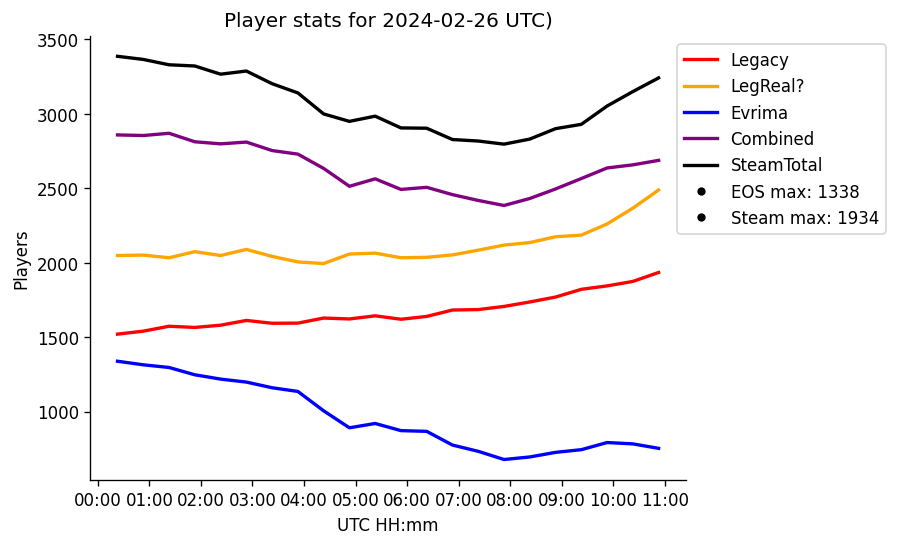 Player stats for 2024-02-26 UTC)
3500
3000
2500
2000
1500
1000
Players
00:00 01:00 02:00 03:00 04:00 05:00 06:00 07:00 08:00 09:00 10:00 11:00
UTC HH:mm
Legacy
LegReal?
Evrima
Combined
SteamTotal
EOS max: 1338
Steam max: 1934